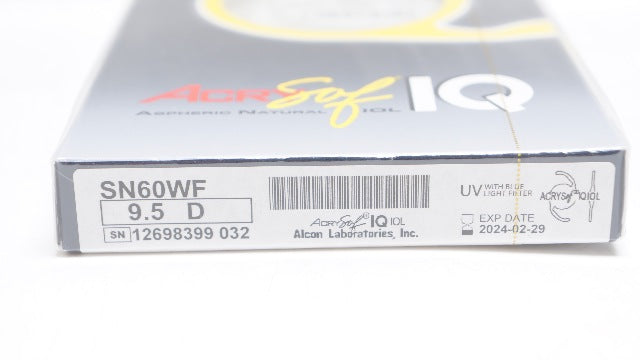 ACRYSof IQ
ASPHERIC NATURAL IOL
SN60WF
9.5 D
SN 12698399 032
ACRYSof® IQ IOL
Alcon Laboratories, Inc.
UV WITH BLUE
LIGHT FILTER
EXP DATE
2024-02-29
ACRYSof® IQ IOL